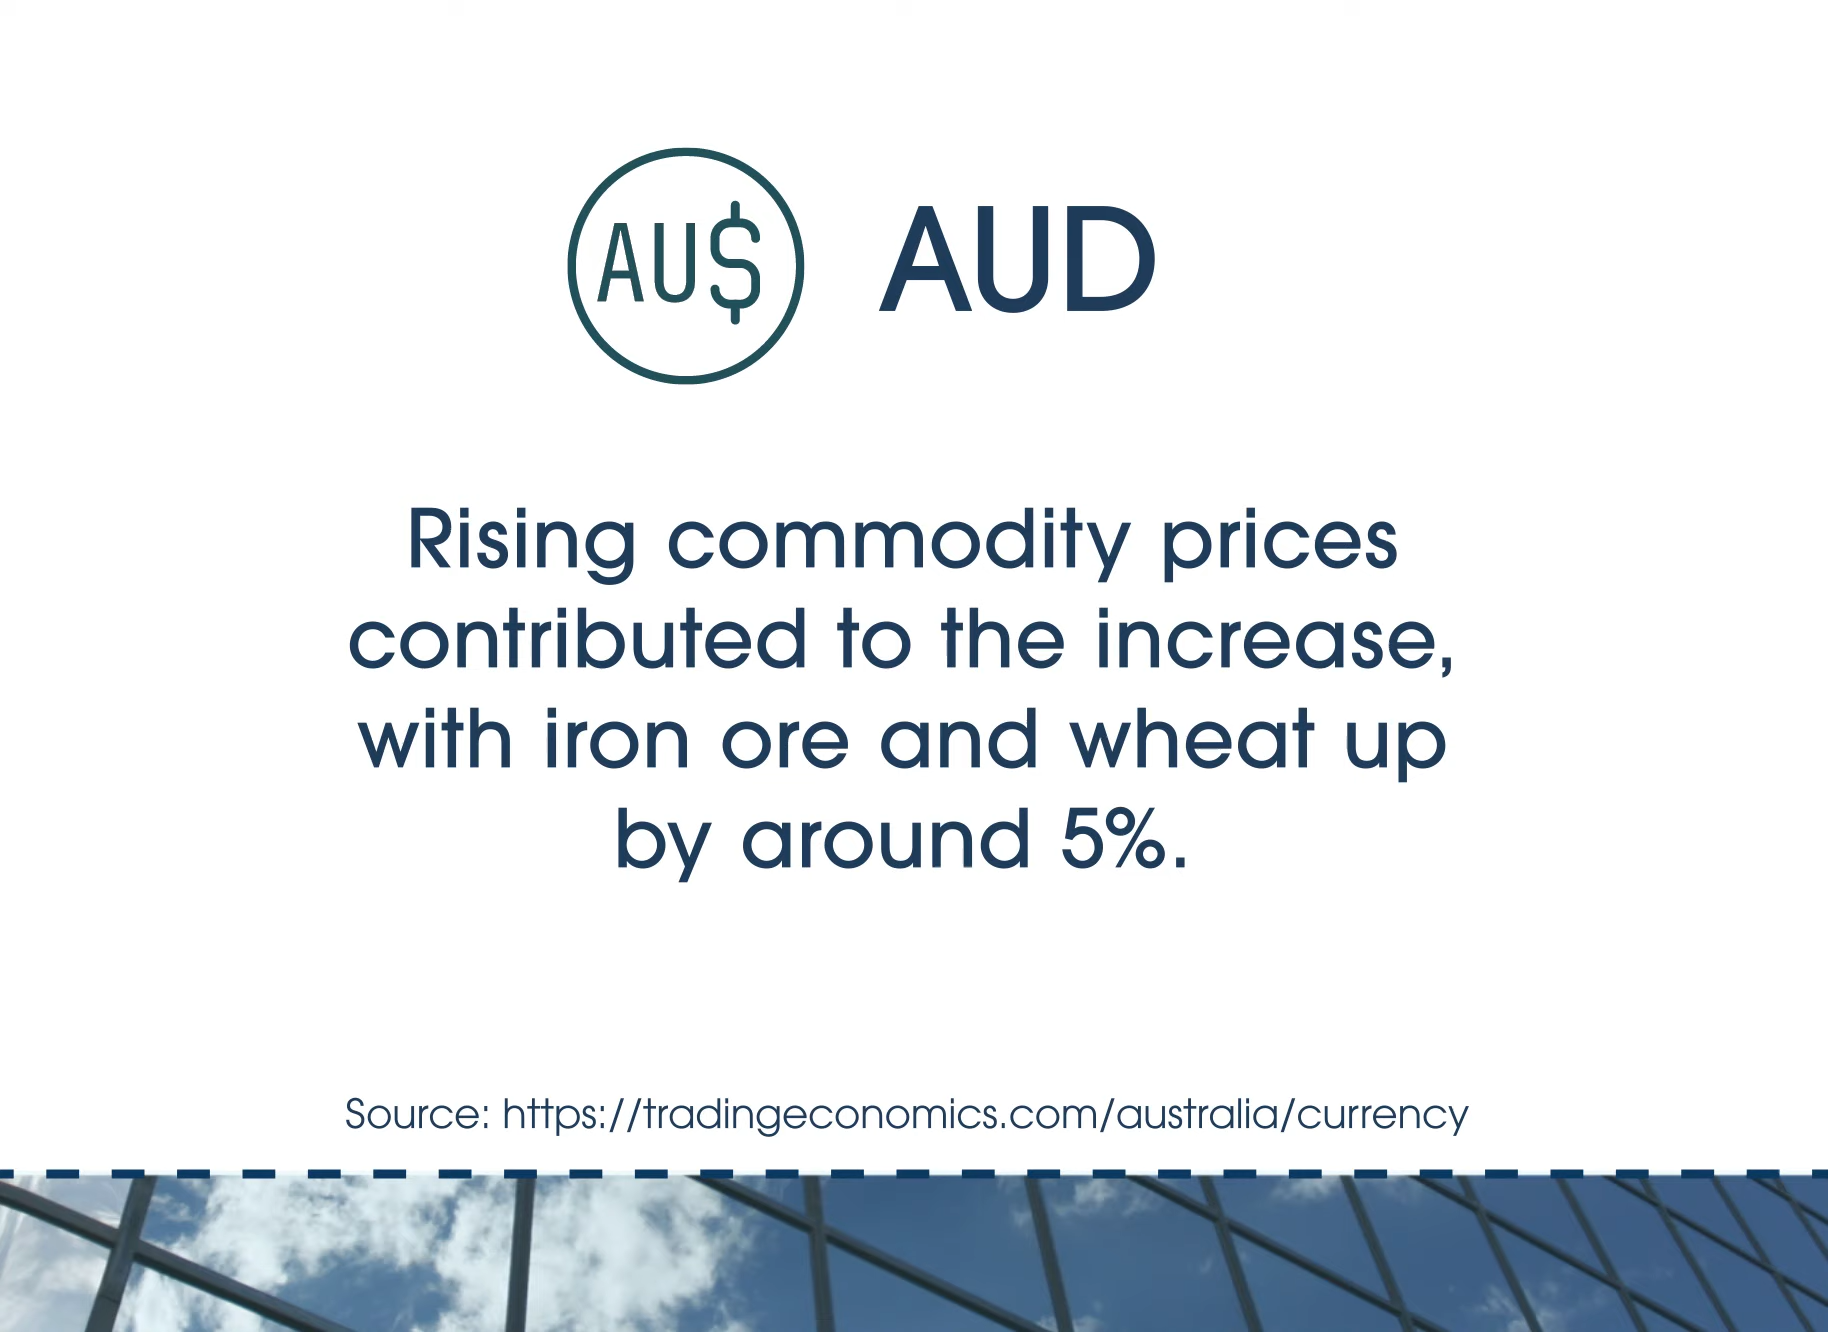 AU$ AUD
Rising commodity prices
contributed to the increase,
with iron ore and wheat up
by around 5%.
Source: https://tradingeconomics.com/australia/currency